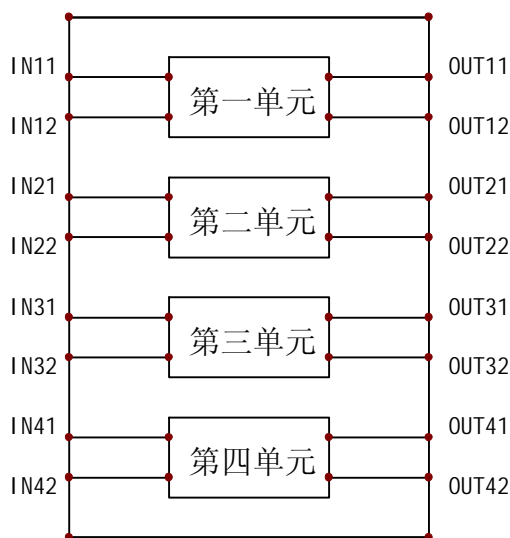 IN11
OUT11
第一单元
IN12
OUT12
IN21
OUT21
第二单元
IN22
OUT22
IN31
OUT31
第三单元
IN32
OUT32
IN41
OUT41
第四单元
IN42
OUT42